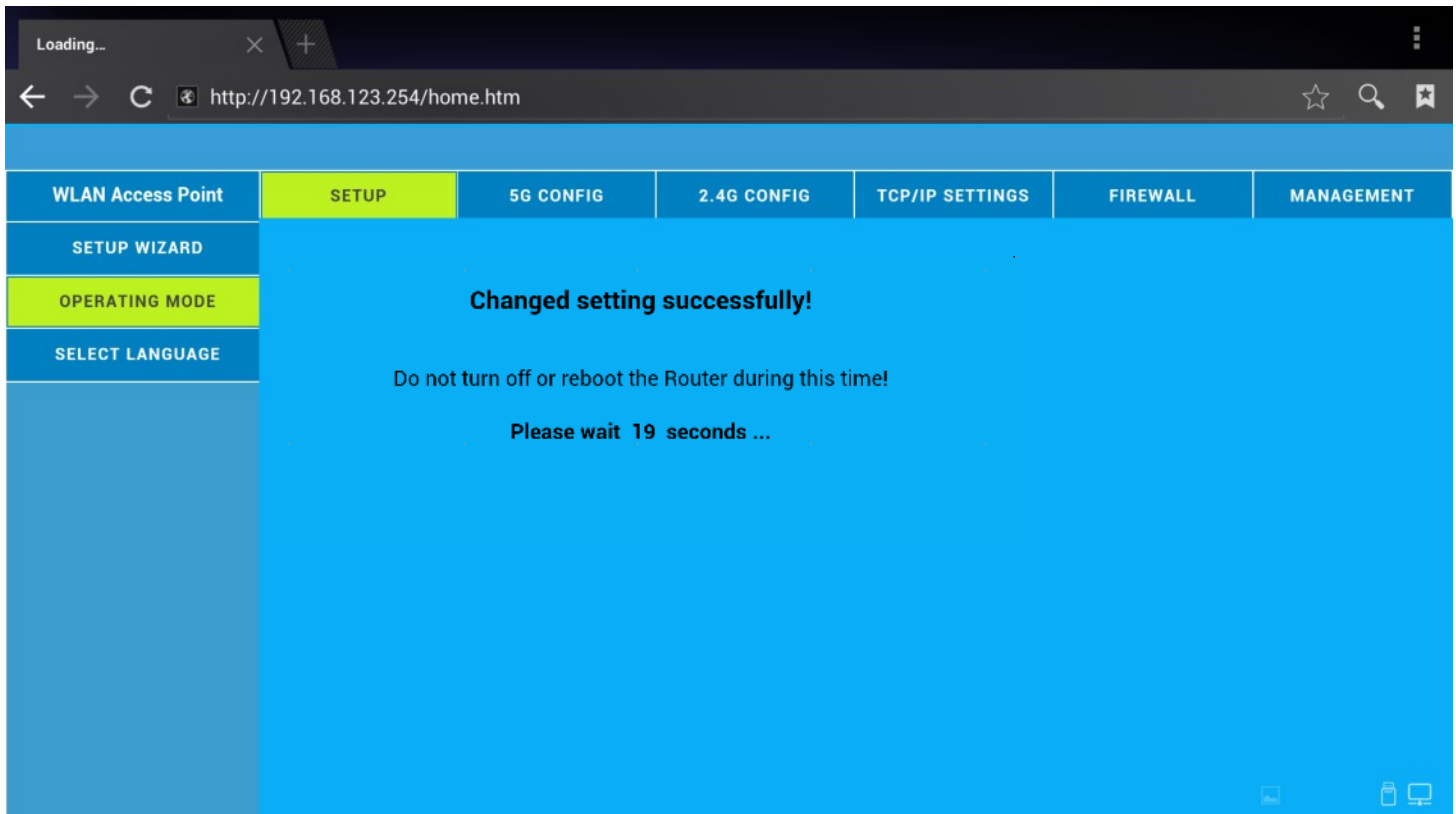 Loading...
http://192.168.123.254/home.htm
WLAN Access Point SETUP 5G CONFIG 2.4G CONFIG TCP/IP SETTINGS FIREWALL MANAGEMENT
SETUP WIZARD
OPERATING MODE
SELECT LANGUAGE
Changed setting successfully!
Do not turn off or reboot the Router during this time!
Please wait 19 seconds ...